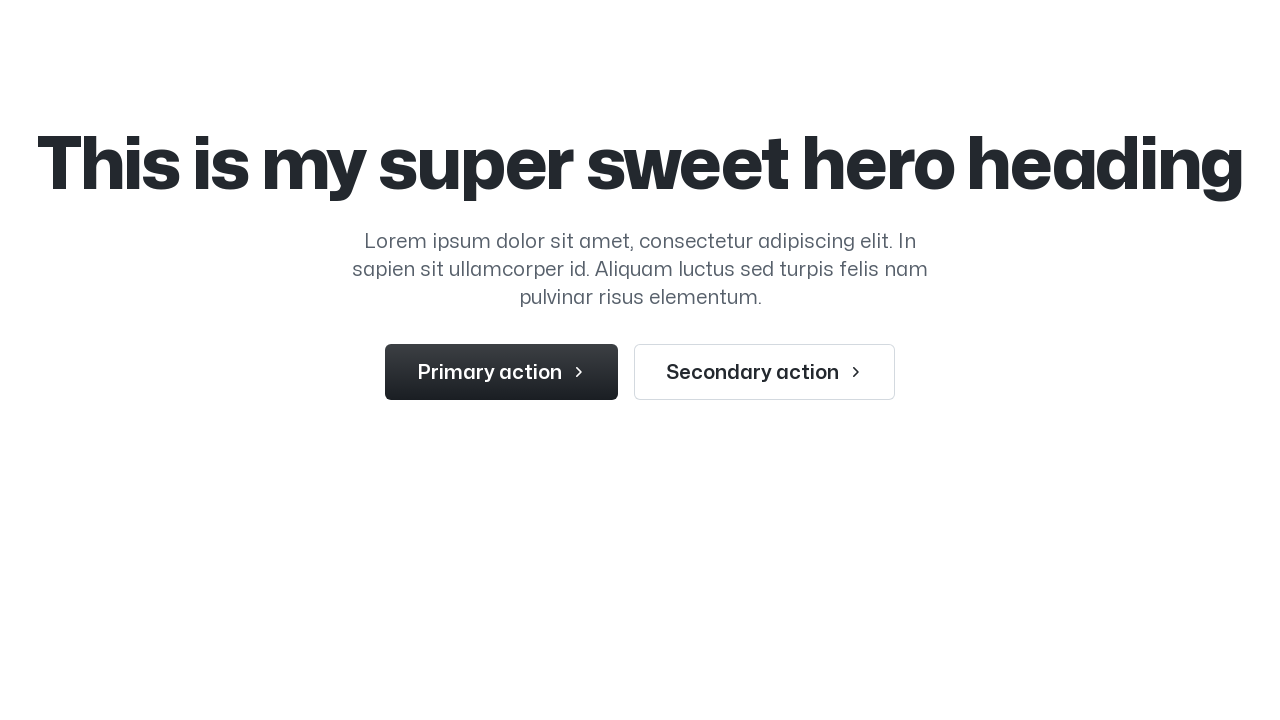 This is my super sweet hero heading
Lorem ipsum dolor sit amet, consectetur adipiscing elit. In
sapien sit ullamcorper id. Aliquam luctus sed turpis felis nam
pulvinar risus elementum.
Primary action
Secondary action